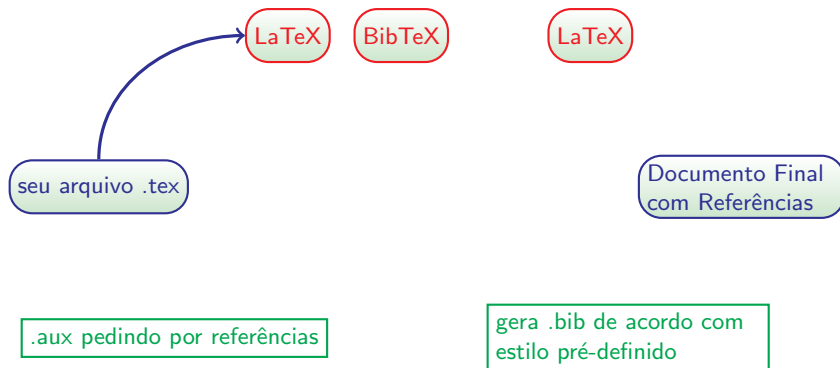 LaTeX
BibTeX
LaTeX
seu arquivo .tex
Documento Final
com Referências
.aux pedindo por referências
gera .bib de acordo com
estilo pré-definido